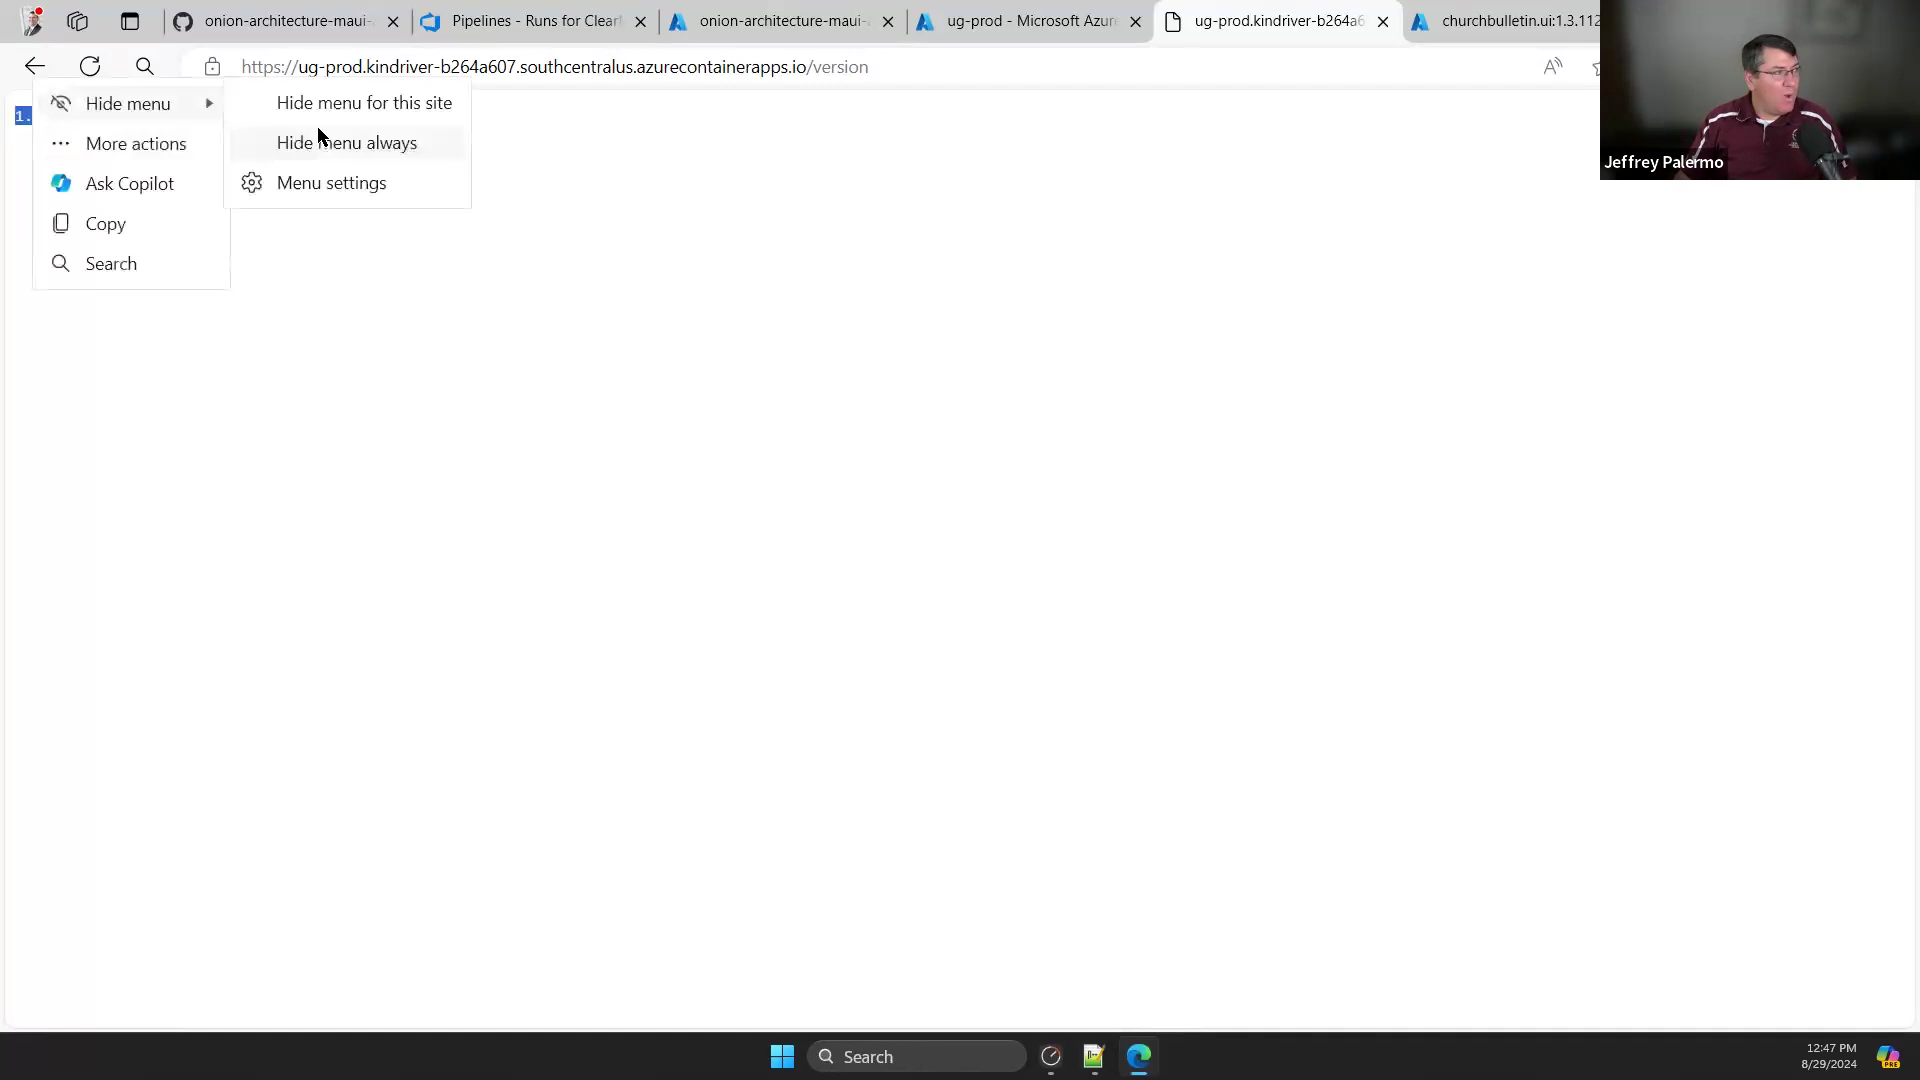 onion-architecture-maui-
Pipelines - Runs for Clear
onion-architecture-maui-
ug-prod - Microsoft Azure
ug-prod.kindriver-b264a6
churchbulletin.ui:1.3.112
https://ug-prod.kindriver-b264a607.southcentralus.azurecontainerapps.io/version
1.
Hide menu
More actions
Ask Copilot
Copy
Search
Hide menu for this site
Hide menu always
Menu settings
Jeffrey Palermo
Search
12:47 PM
8/29/2024
PRE